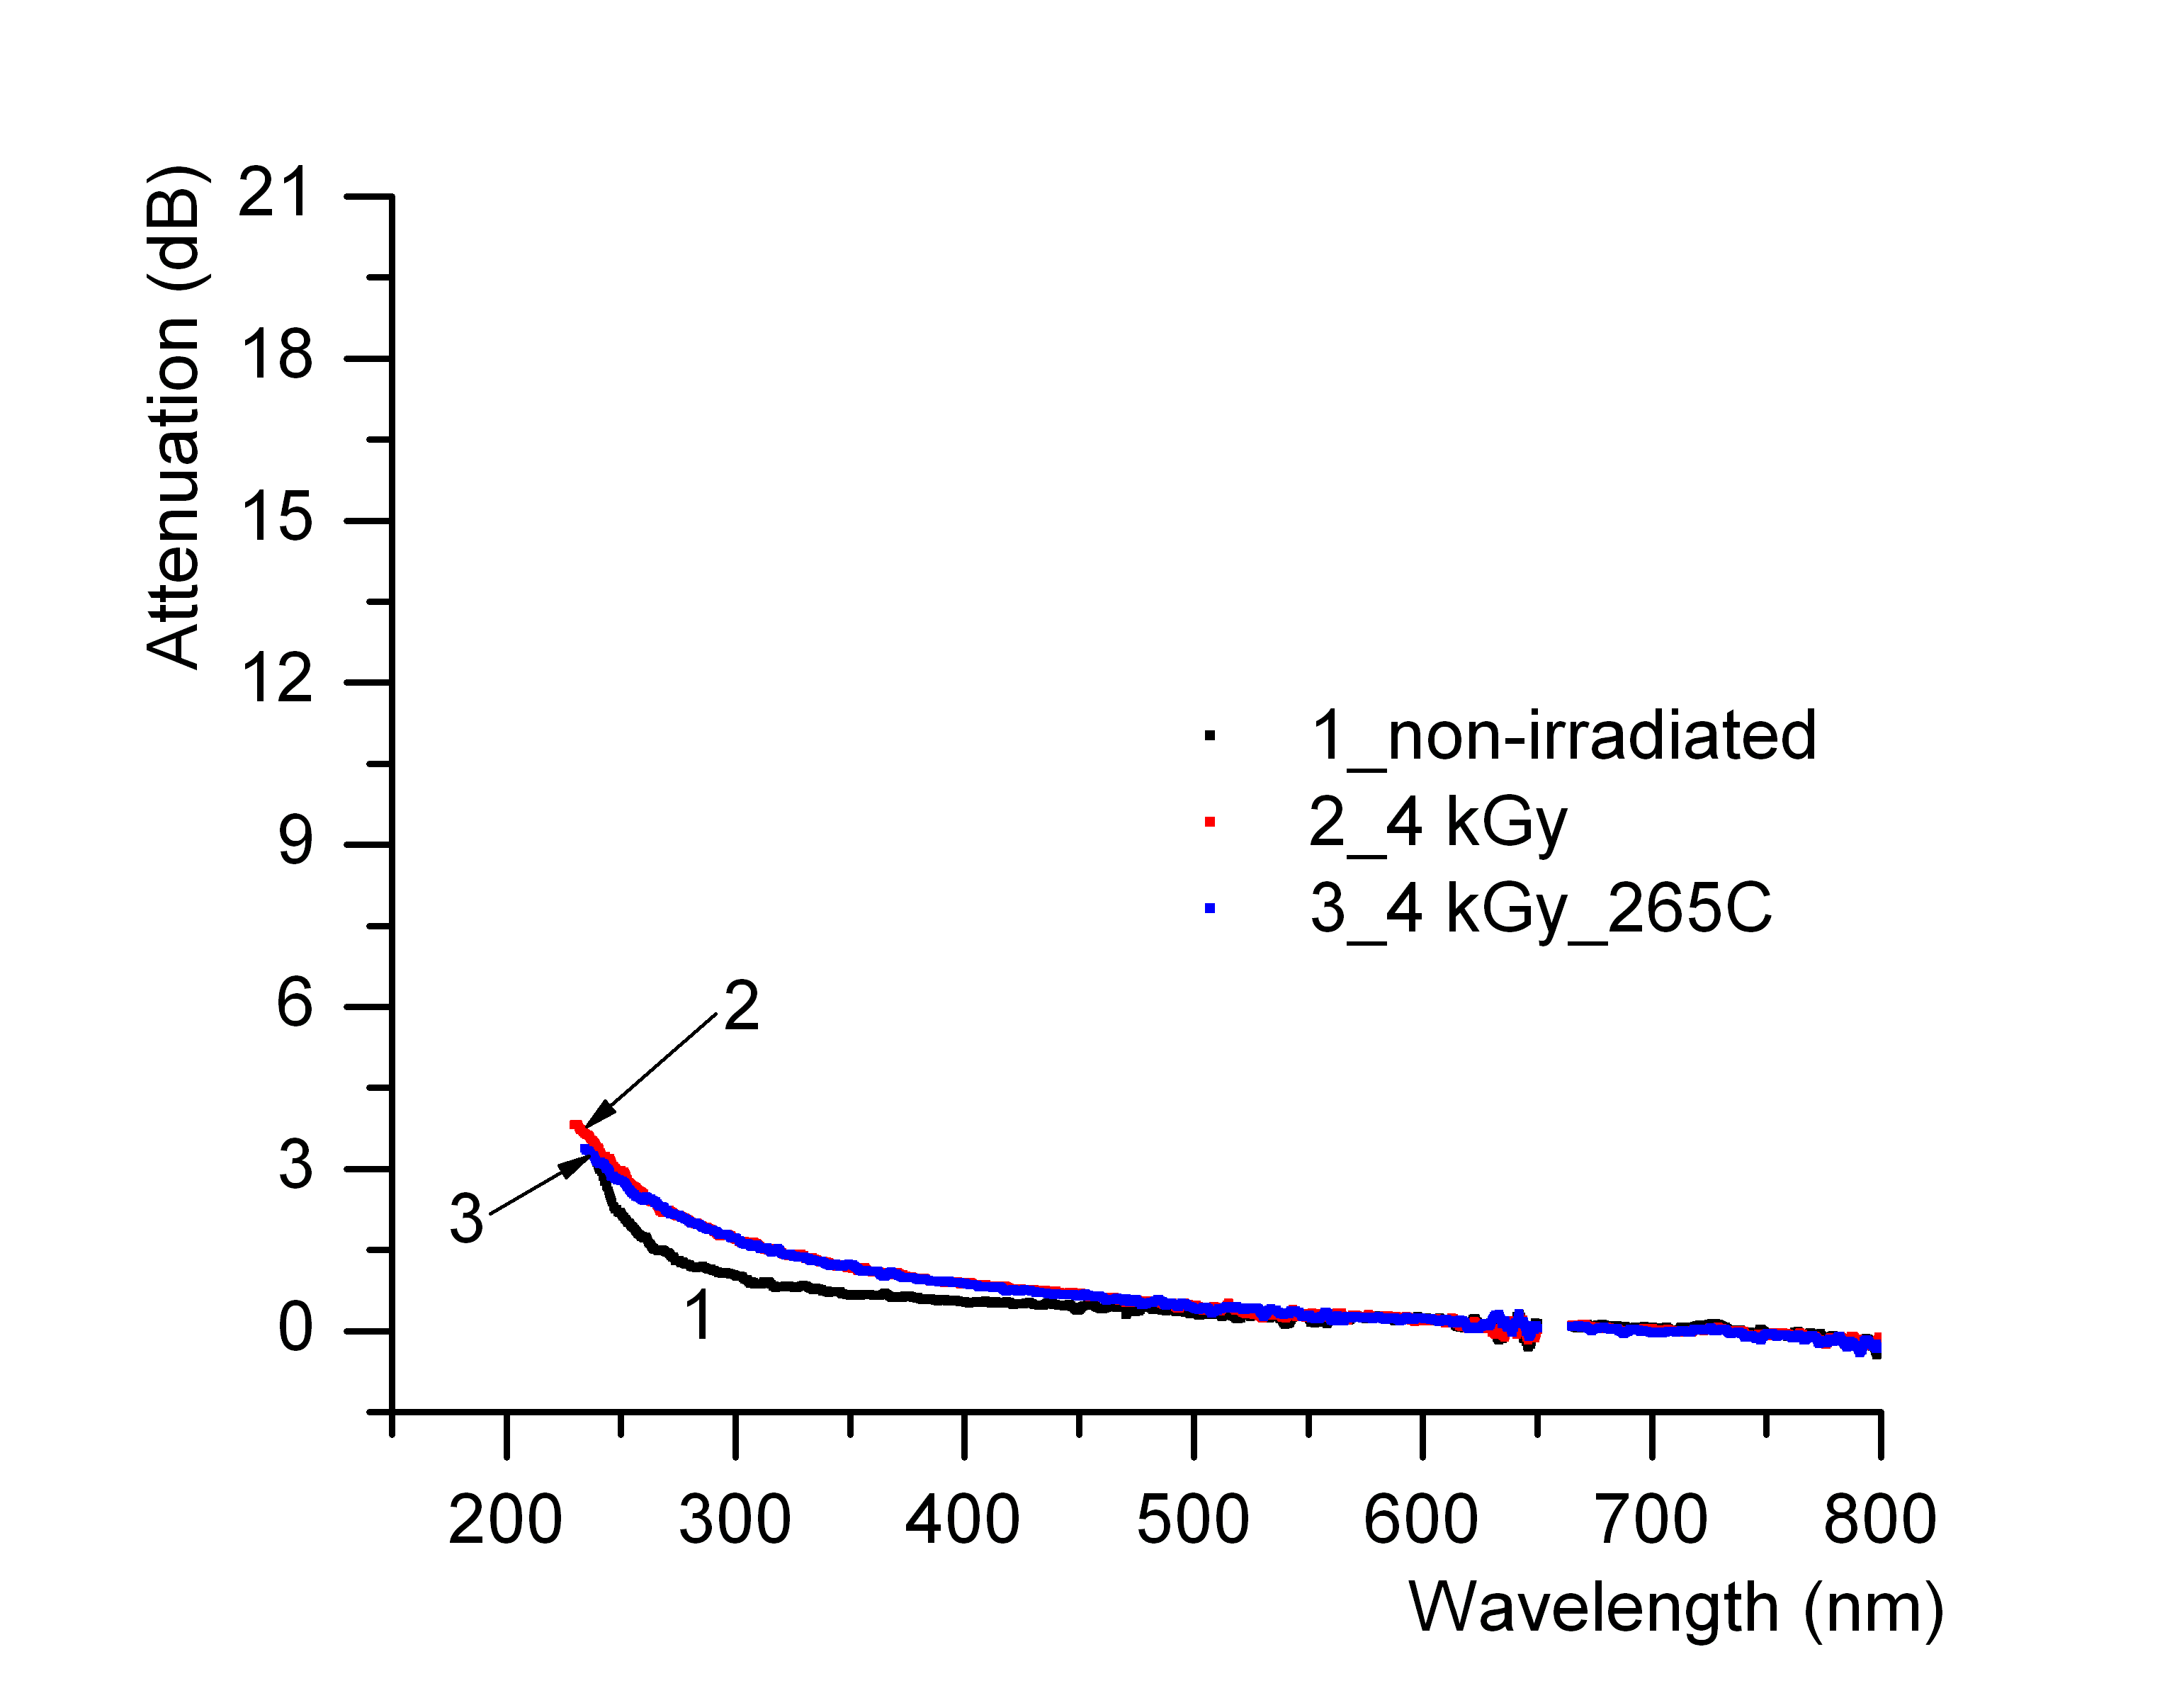 Attenuation (dB)
21
18
15
12
9
6
3
0
1_non-irradiated
2_4 kGy
3_4 kGy_265C
2
3
1
200 300 400 500 600 700 800
Wavelength (nm)